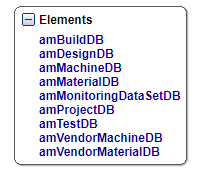 Elements
amBuildDB
amDesignDB
amMachineDB
amMaterialDB
amMonitoringDataSetDB
amProjectDB
amTestDB
amVendorMachineDB
amVendorMaterialDB